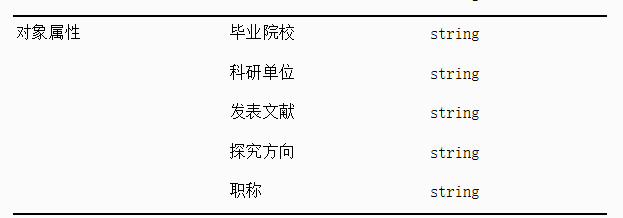 对象属性 毕业院校 string
科研单位 string
发表文献 string
探究方向 string
职称 string